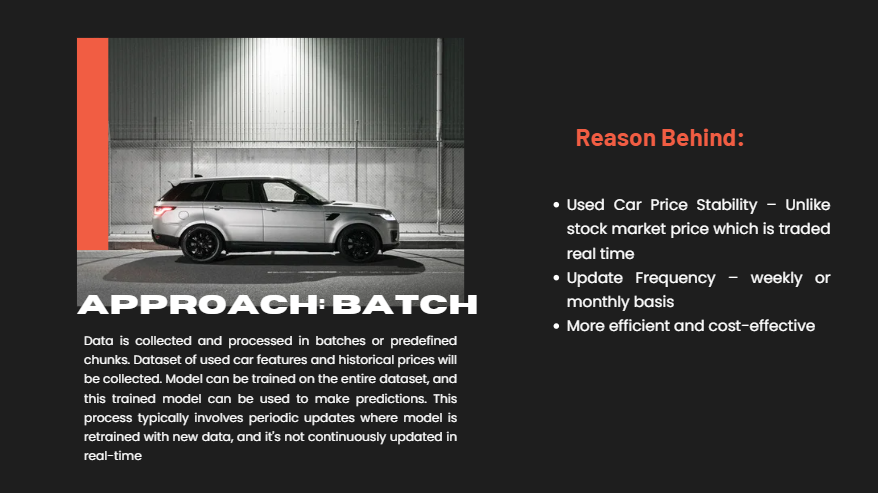 APPROACH: BATCH
Data is collected and processed in batches or predefined
chunks. Dataset of used car features and historical prices will
be collected. Model can be trained on the entire dataset, and
this trained model can be used to make predictions. This
process typically involves periodic updates where model is
retrained with new data, and it's not continuously updated in
real-time
Reason Behind:
• Used Car Price Stability – Unlike
stock market price which is traded
real time
• Update Frequency – weekly or
monthly basis
• More efficient and cost-effective